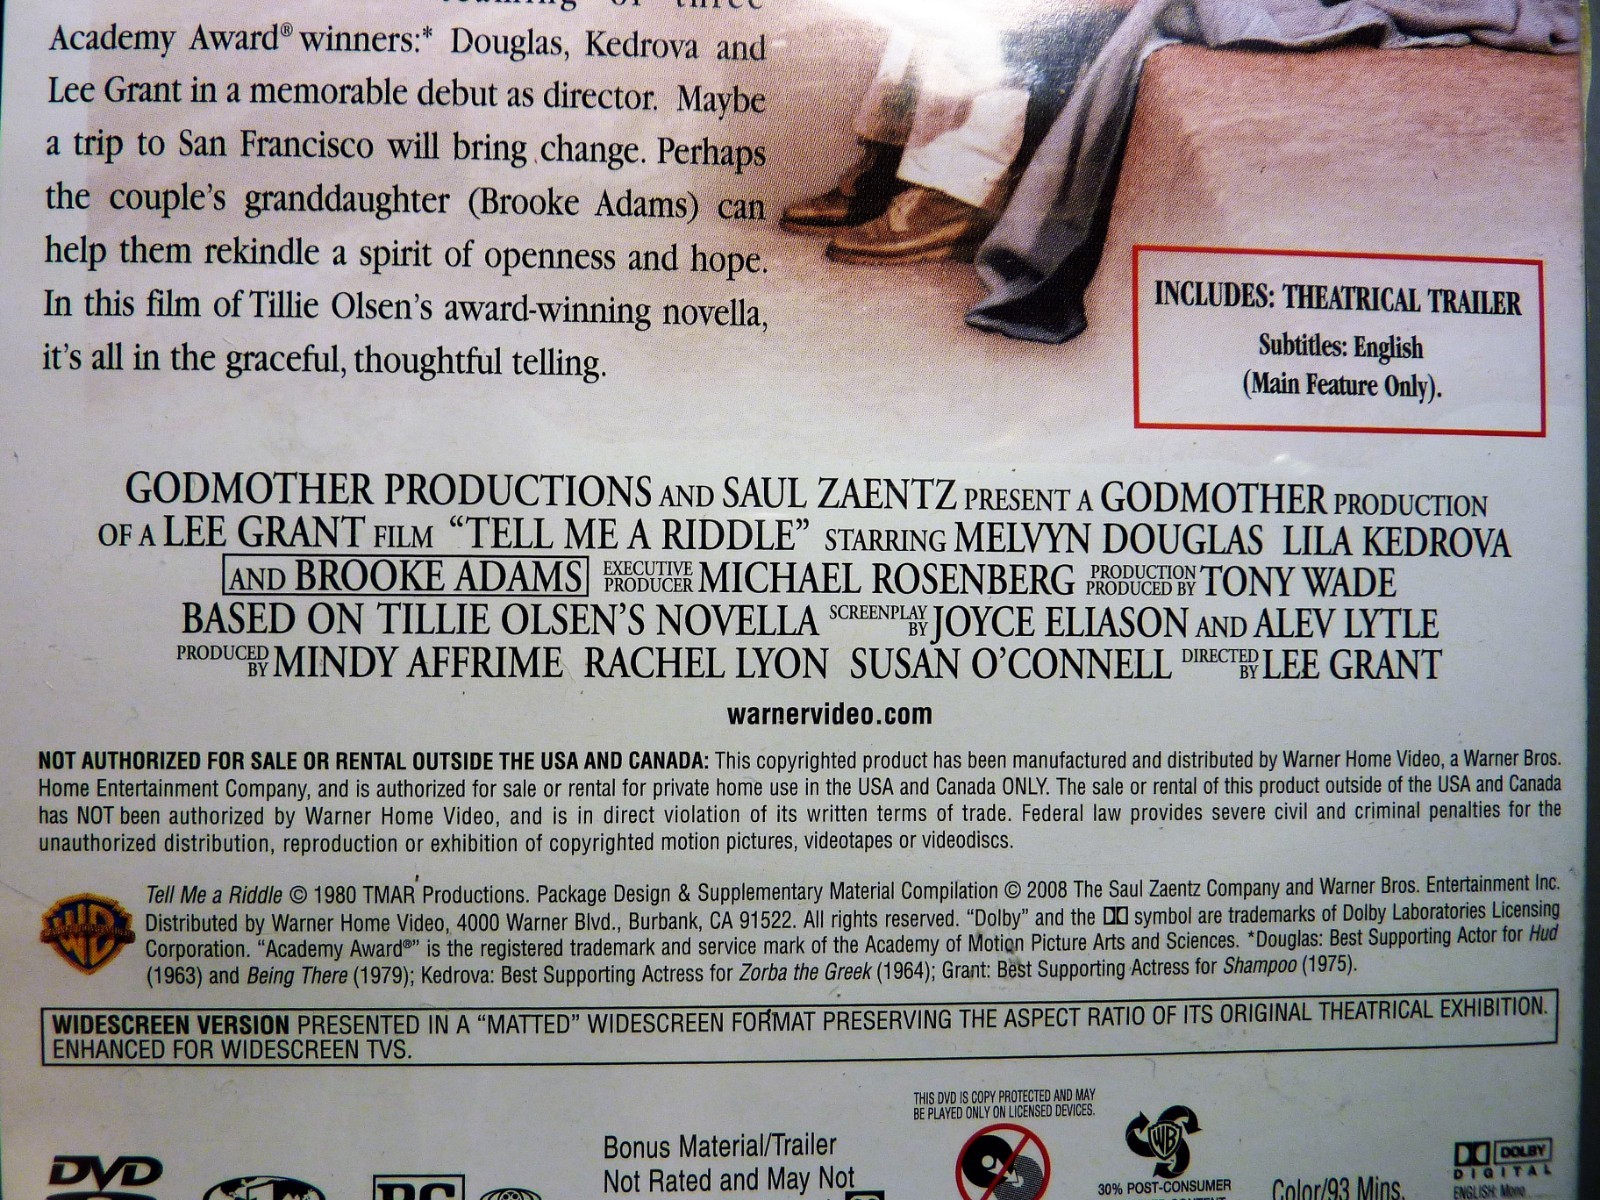 of three
Academy Award® winners:* Douglas, Kedrova and
Lee Grant in a memorable debut as director. Maybe
a trip to San Francisco will bring change. Perhaps
the couple's granddaughter (Brooke Adams) can
help them rekindle a spirit of openness and hope.
In this film of Tillie Olsen's award-winning novella,
it's all in the graceful, thoughtful telling.
INCLUDES: THEATRICAL TRAILER
Subtitles: English
(Main Feature Only).
GODMOTHER PRODUCTIONS AND SAUL ZAENTZ PRESENT A GODMOTHER PRODUCTION
OF A LEE GRANT FILM "TELL ME A RIDDLE" STARRING MELVYN DOUGLAS LILA KEDROVA
AND BROOKE ADAMS EXECUTIVE PRODUCER MICHAEL ROSENBERG PRODUCTION PRODUCED BY TONY WADE
BASED ON TILLIE OLSEN'S NOVELLA SCREENPLAY BY JOYCE ELIASON AND ALEV LYTLE
PRODUCED BY MINDY AFFRIME RACHEL LYON SUSAN O'CONNELL DIRECTED BY LEE GRANT
warnervideo.com
NOT AUTHORIZED FOR SALE OR RENTAL OUTSIDE THE USA AND CANADA: This copyrighted product has been manufactured and distributed by Warner Home Video, a Warner Bros.
Home Entertainment Company, and is authorized for sale or rental for private home use in the USA and Canada ONLY. The sale or rental of this product outside of the USA and Canada
has NOT been authorized by Warner Home Video, and is in direct violation of its written terms of trade. Federal law provides severe civil and criminal penalties for the
unauthorized distribution, reproduction or exhibition of copyrighted motion pictures, videotapes or videodiscs.
WB
Tell Me a Riddle © 1980 TMAR Productions. Package Design & Supplementary Material Compilation © 2008 The Saul Zaentz Company and Warner Bros. Entertainment Inc.
Distributed by Warner Home Video, 4000 Warner Blvd., Burbank, CA 91522. All rights reserved. "Dolby" and the DD symbol are trademarks of Dolby Laboratories Licensing
Corporation. "Academy Award®" is the registered trademark and service mark of the Academy of Motion Picture Arts and Sciences. *Douglas: Best Supporting Actor for Hud
(1963) and Being There (1979); Kedrova: Best Supporting Actress for Zorba the Greek (1964); Grant: Best Supporting Actress for Shampoo (1975).
WIDESCREEN VERSION PRESENTED IN A "MATTED" WIDESCREEN FORMAT PRESERVING THE ASPECT RATIO OF ITS ORIGINAL THEATRICAL EXHIBITION.
ENHANCED FOR WIDESCREEN TVS.
THIS DVD IS COPY PROTECTED AND MAY
BE PLAYED ONLY ON LICENSED DEVICES.
DVD
PG
Bonus Material/Trailer
Not Rated and May Not
WB
30% POST-CONSUMER
Color/93 Mins.
DOLBY
DIGITAL
ENGLISH: Mono